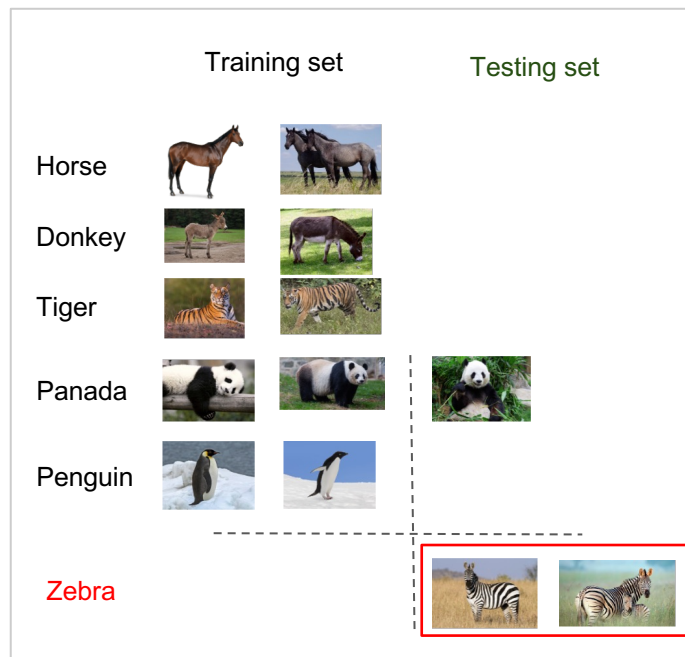 Training set
Testing set
Horse
Donkey
Tiger
Panada
Penguin
Zebra